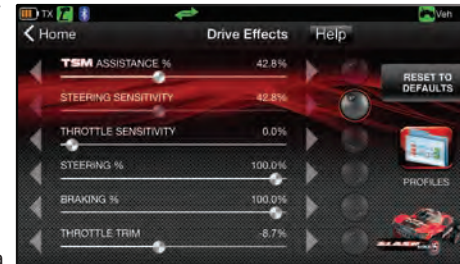 TX
Veh
Home
Drive Effects
Help
TSM ASSISTANCE % 42.8%
STEERING SENSITIVITY 42.8%
THROTTLE SENSITIVITY 0.0%
STEERING % 100.0%
BRAKING % 100.0%
THROTTLE TRIM -8.7%
RESET TO
DEFAULTS
PROFILES
SLASH
a